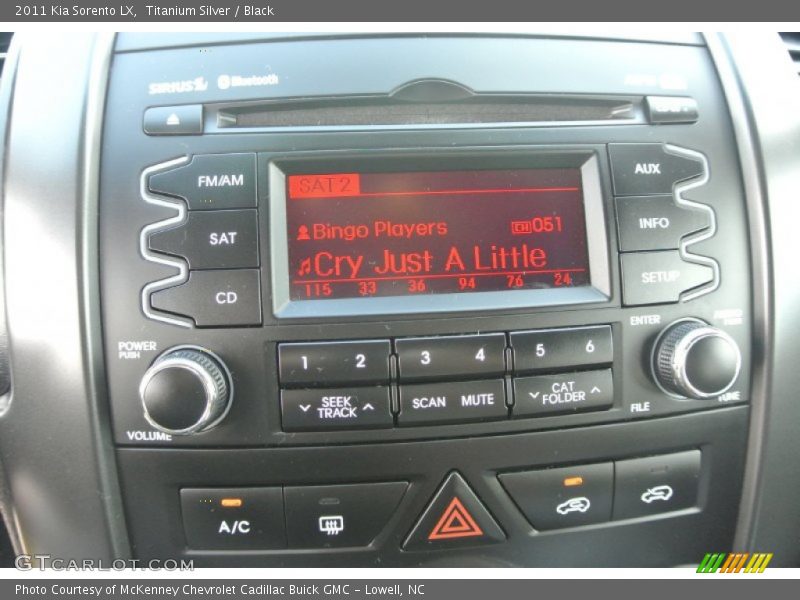 2011 Kia Sorento LX, Titanium Silver / Black
SIRIUS Bluetooth
FM/AM
SAT
CD
AUX
INFO
SETUP
SAT 2
Bingo Players CH 051
Cry Just A Little
115 33 36 94 76 24
POWER
PUSH
VOLUME
ENTER
TUNE
FILE
1 2 3 4 5 6
SEEK
TRACK
SCAN MUTE
CAT
FOLDER
A/C
GTCarLot.com
Photo Courtesy of McKenney Chevrolet Cadillac Buick GMC - Lowell, NC